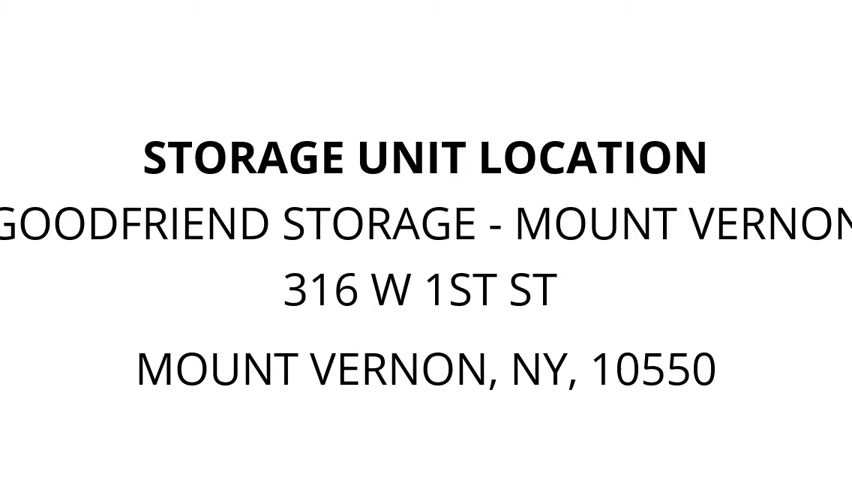 STORAGE UNIT LOCATION
GOODFRIEND STORAGE - MOUNT VERNON
316 W 1ST ST
MOUNT VERNON, NY, 10550